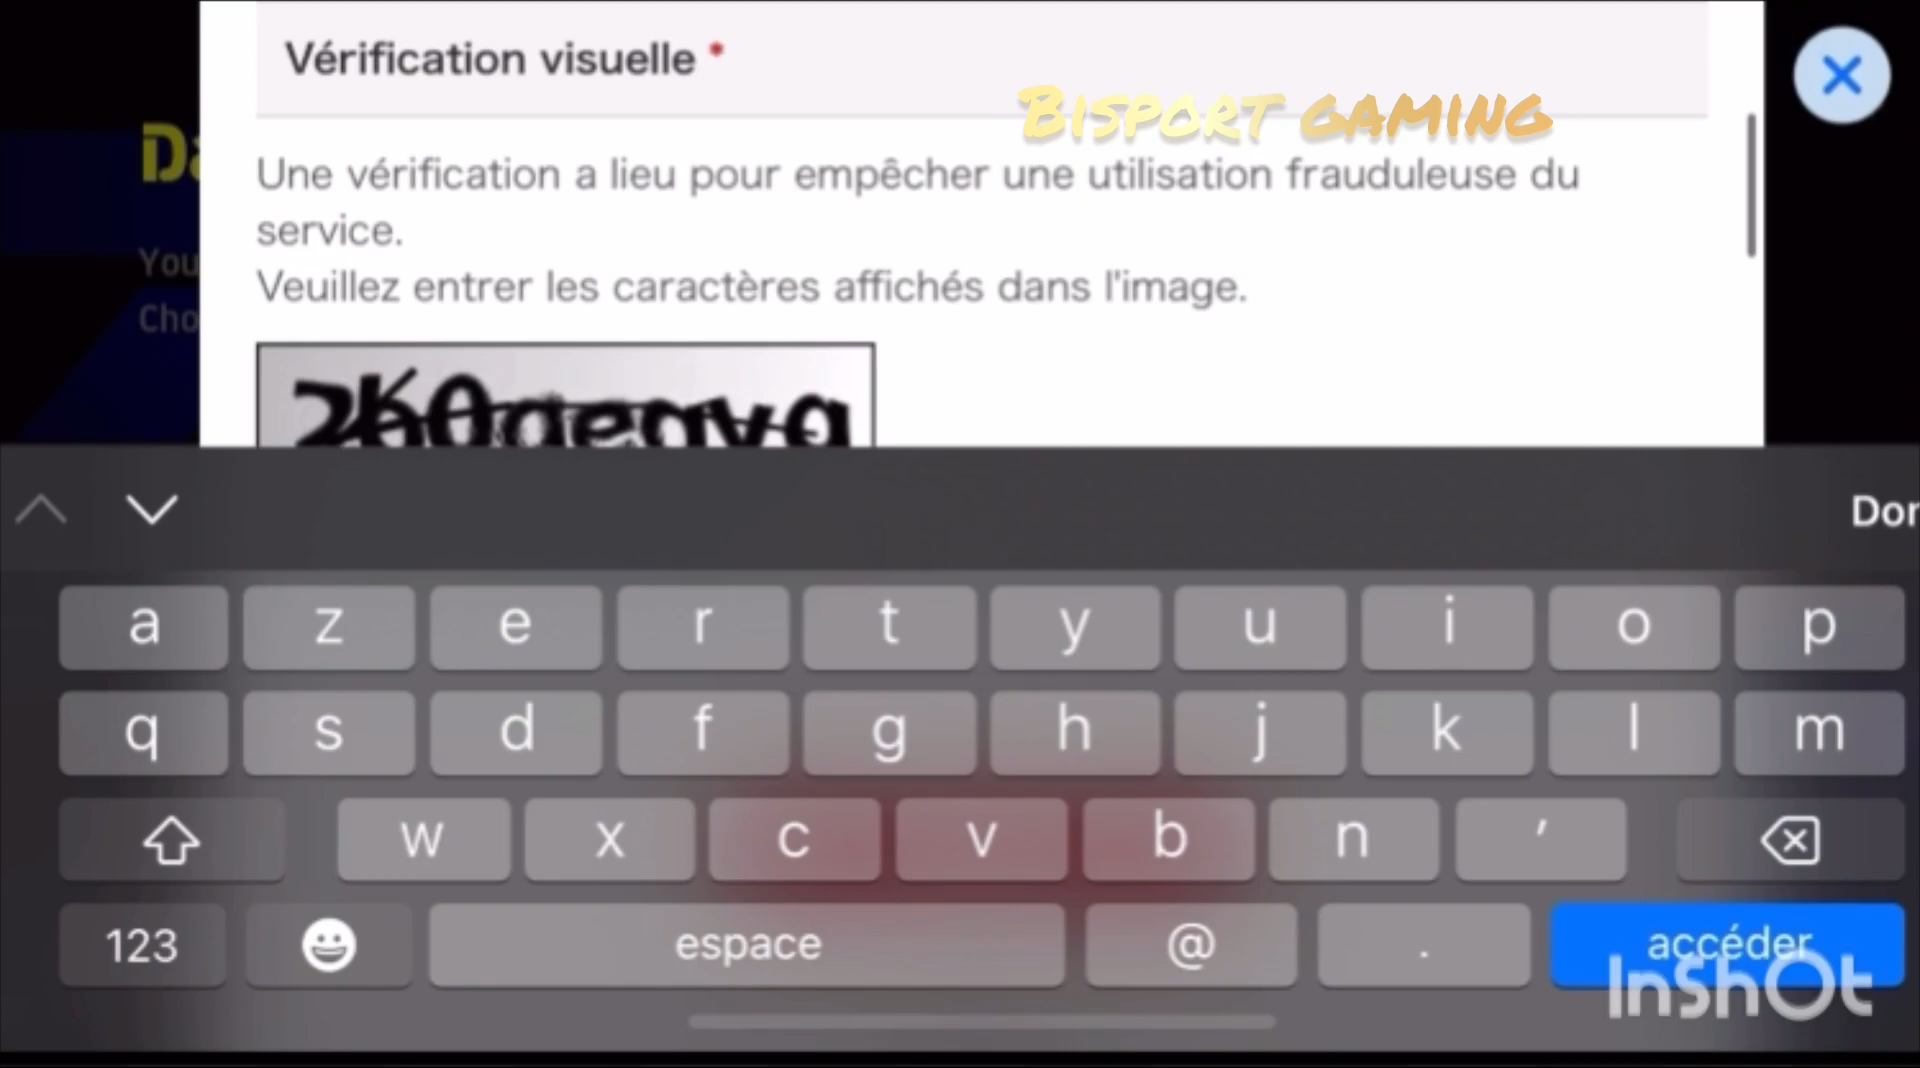 Vérification visuelle *
Bisport gaming
Une vérification a lieu pour empêcher une utilisation frauduleuse du
service.
Veuillez entrer les caractères affichés dans l'image.
You
Cho
Dor
a z e r t y u i o p
q s d f g h j k l m
w x c v b n '
123 espace @ . accéder
InShOt